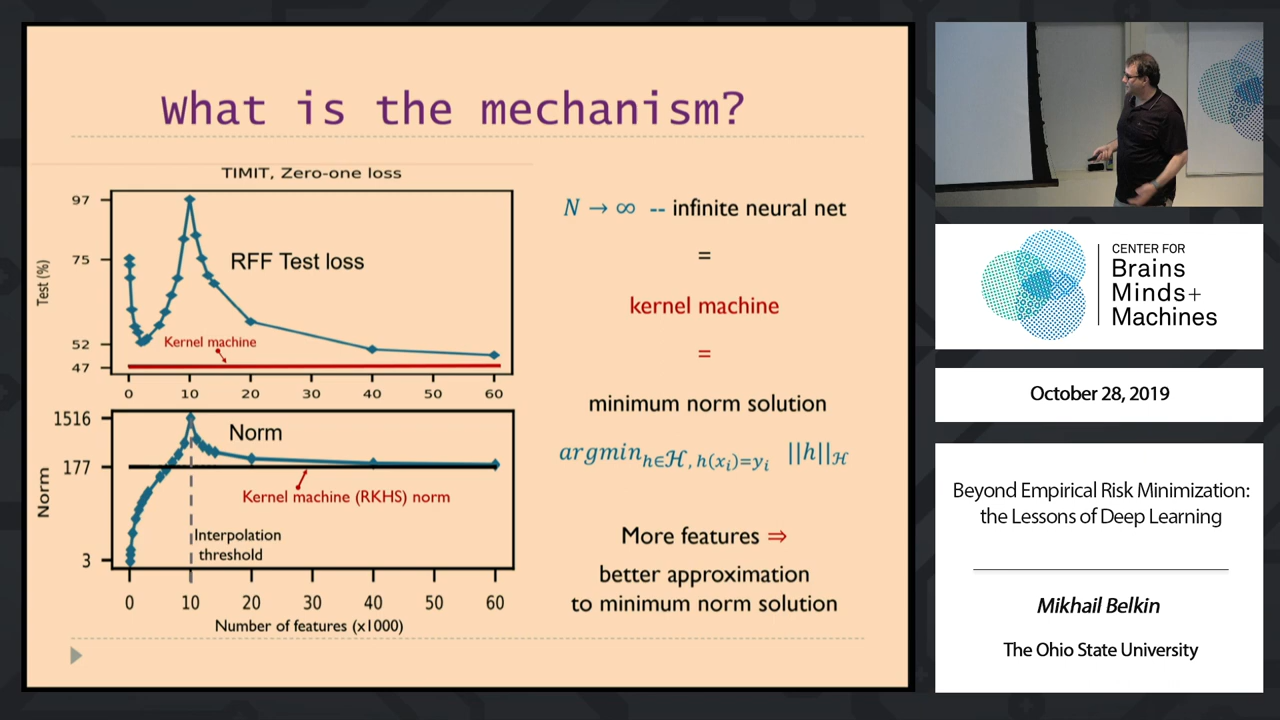 What is the mechanism?
TIMIT, Zero-one loss
97
75
52
47
Test (%)
RFF Test loss
Kernel machine
0 10 20 30 40 50 60
1516
177
3
Norm
Norm
Kernel machine (RKHS) norm
Interpolation
threshold
0 10 20 30 40 50 60
Number of features (x1000)
N → ∞ -- infinite neural net
=
kernel machine
=
minimum norm solution
argmin_{h∈ℋ, h(x_i)=y_i} ||h||_ℋ
More features ⇒
better approximation
to minimum norm solution
CENTER FOR
Brains
Minds+
Machines
October 28, 2019
Beyond Empirical Risk Minimization:
the Lessons of Deep Learning
Mikhail Belkin
The Ohio State University